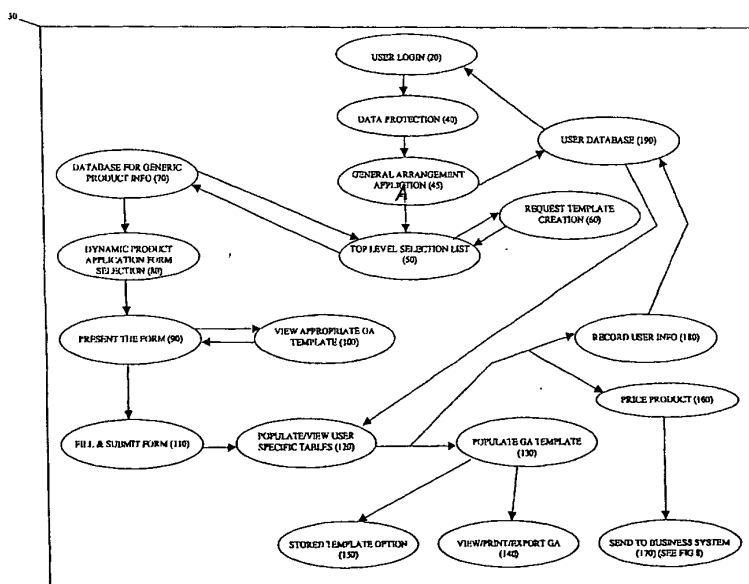 30
USER LOGIN (20)
DATA PROTECTION (40)
USER DATABASE (190)
DATABASE FOR GENERIC
PRODUCT INFO (70)
GENERAL ARRANGEMENT
APPLICTION (45)
A
REQUEST TEMPLATE
CREATION (60)
DYNAMIC PRODUCT
APPLICATION FORM
SELECTION (80)
TOP LEVEL SELECTION LIST
(50)
PRESENT THE FORM (90)
VIEW APPROPRIATE GA
TEMPLATE (100)
RECORD USER INFO (180)
PRICE PRODUCT (160)
FILL & SUBMIT FORM (110)
POPULATE/VIEW USER
SPECIFIC TABLES (120)
POPULATE GA TEMPLATE
(130)
STORED TEMPLATE OPTION
(150)
VIEW/PRINT/EXPORT GA
(140)
SEND TO BUSINESS SYSTEM
(170) (SEE FIG 8)